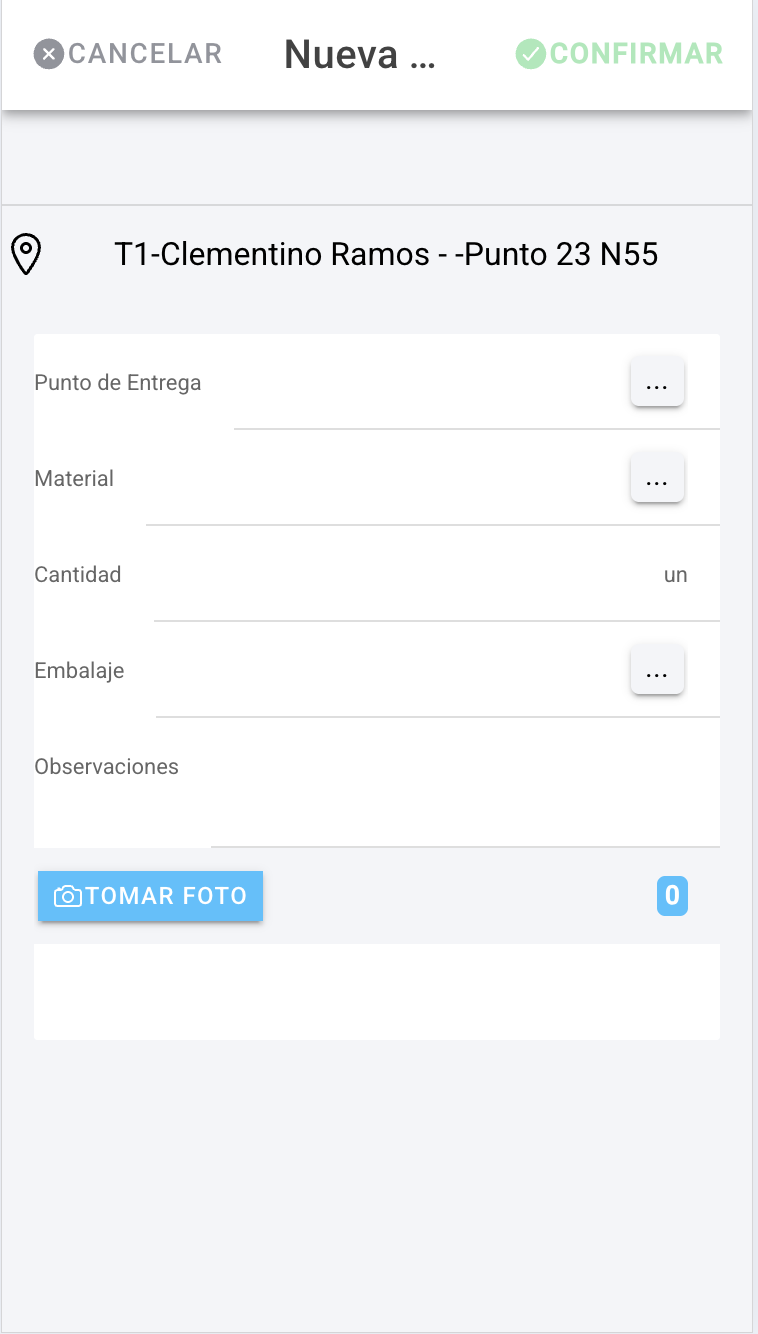 CANCELAR Nueva ... CONFIRMAR
T1-Clementino Ramos - -Punto 23 N55
Punto de Entrega ...
Material ...
Cantidad un
Embalaje ...
Observaciones
TOMAR FOTO 0